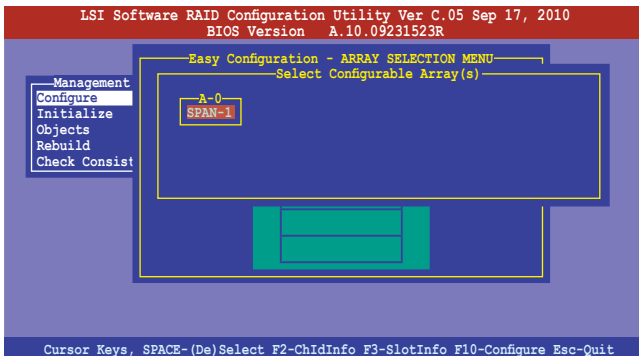 LSI Software RAID Configuration Utility Ver C.05 Sep 17, 2010
BIOS Version A.10.09231523R
Easy Configuration - ARRAY SELECTION MENU
Select Configurable Array(s)
Management
Configure
Initialize
Objects
Rebuild
Check Consist
A-0
SPAN-1
Cursor Keys, SPACE-(De)Select F2-ChIdInfo F3-SlotInfo F10-Configure Esc-Quit